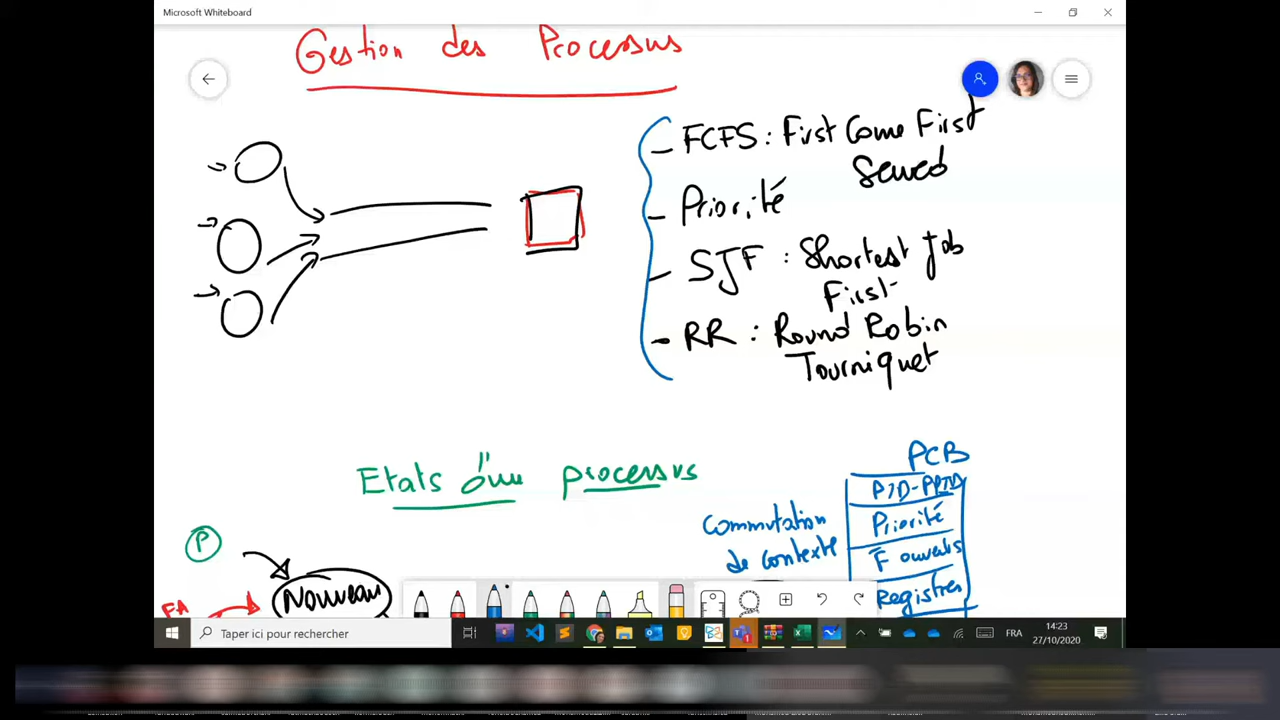 Microsoft Whiteboard
Gestion des Processus
- FCFS : First Come First
Served
- Priorité
- SJF : Shortest Job
First
- RR : Round Robin
Tourniquet
Etats d'un processus
PCB
PID-PPID
Priorité
F ouverts
Registres
Commutation
de contexte
P
Nouveau
FA
Taper ici pour rechercher
FRA
14:23
27/10/2020